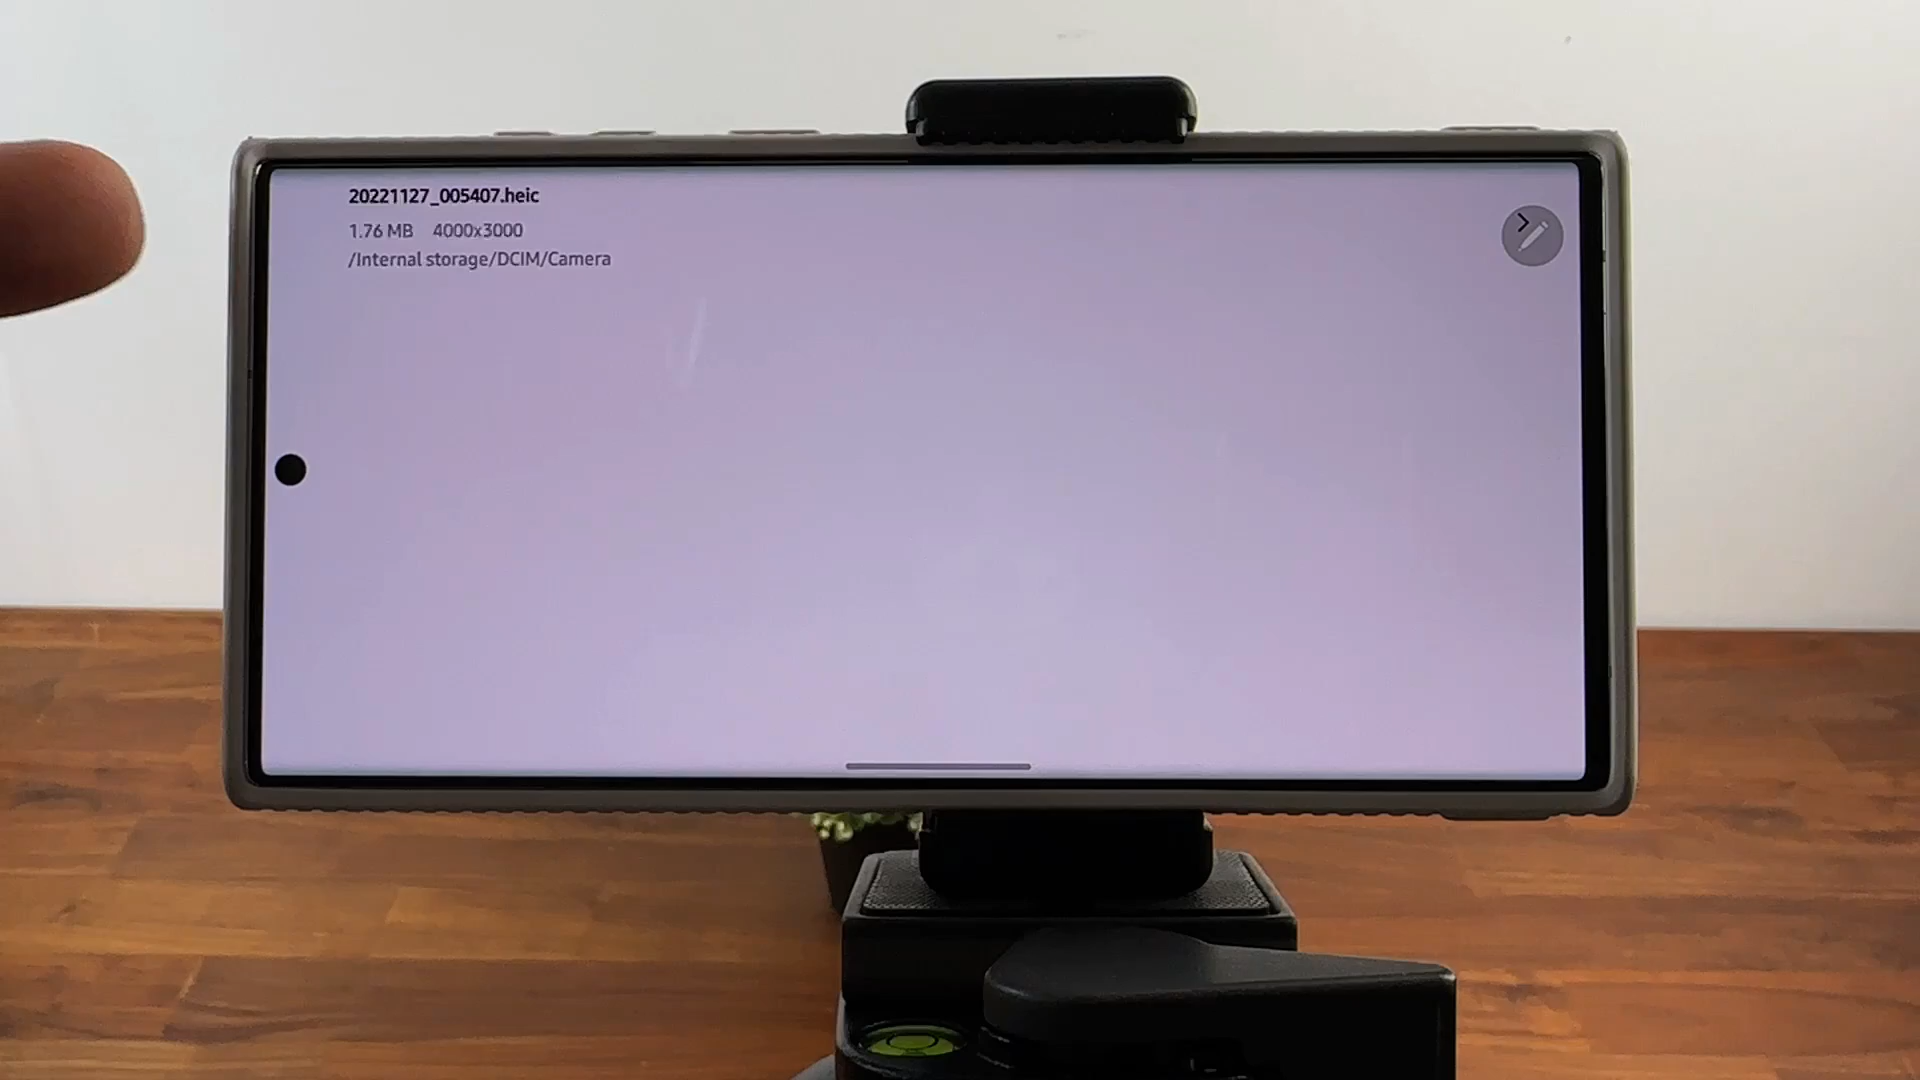 20221127_005407.heic
1.76 MB 4000x3000
/Internal storage/DCIM/Camera